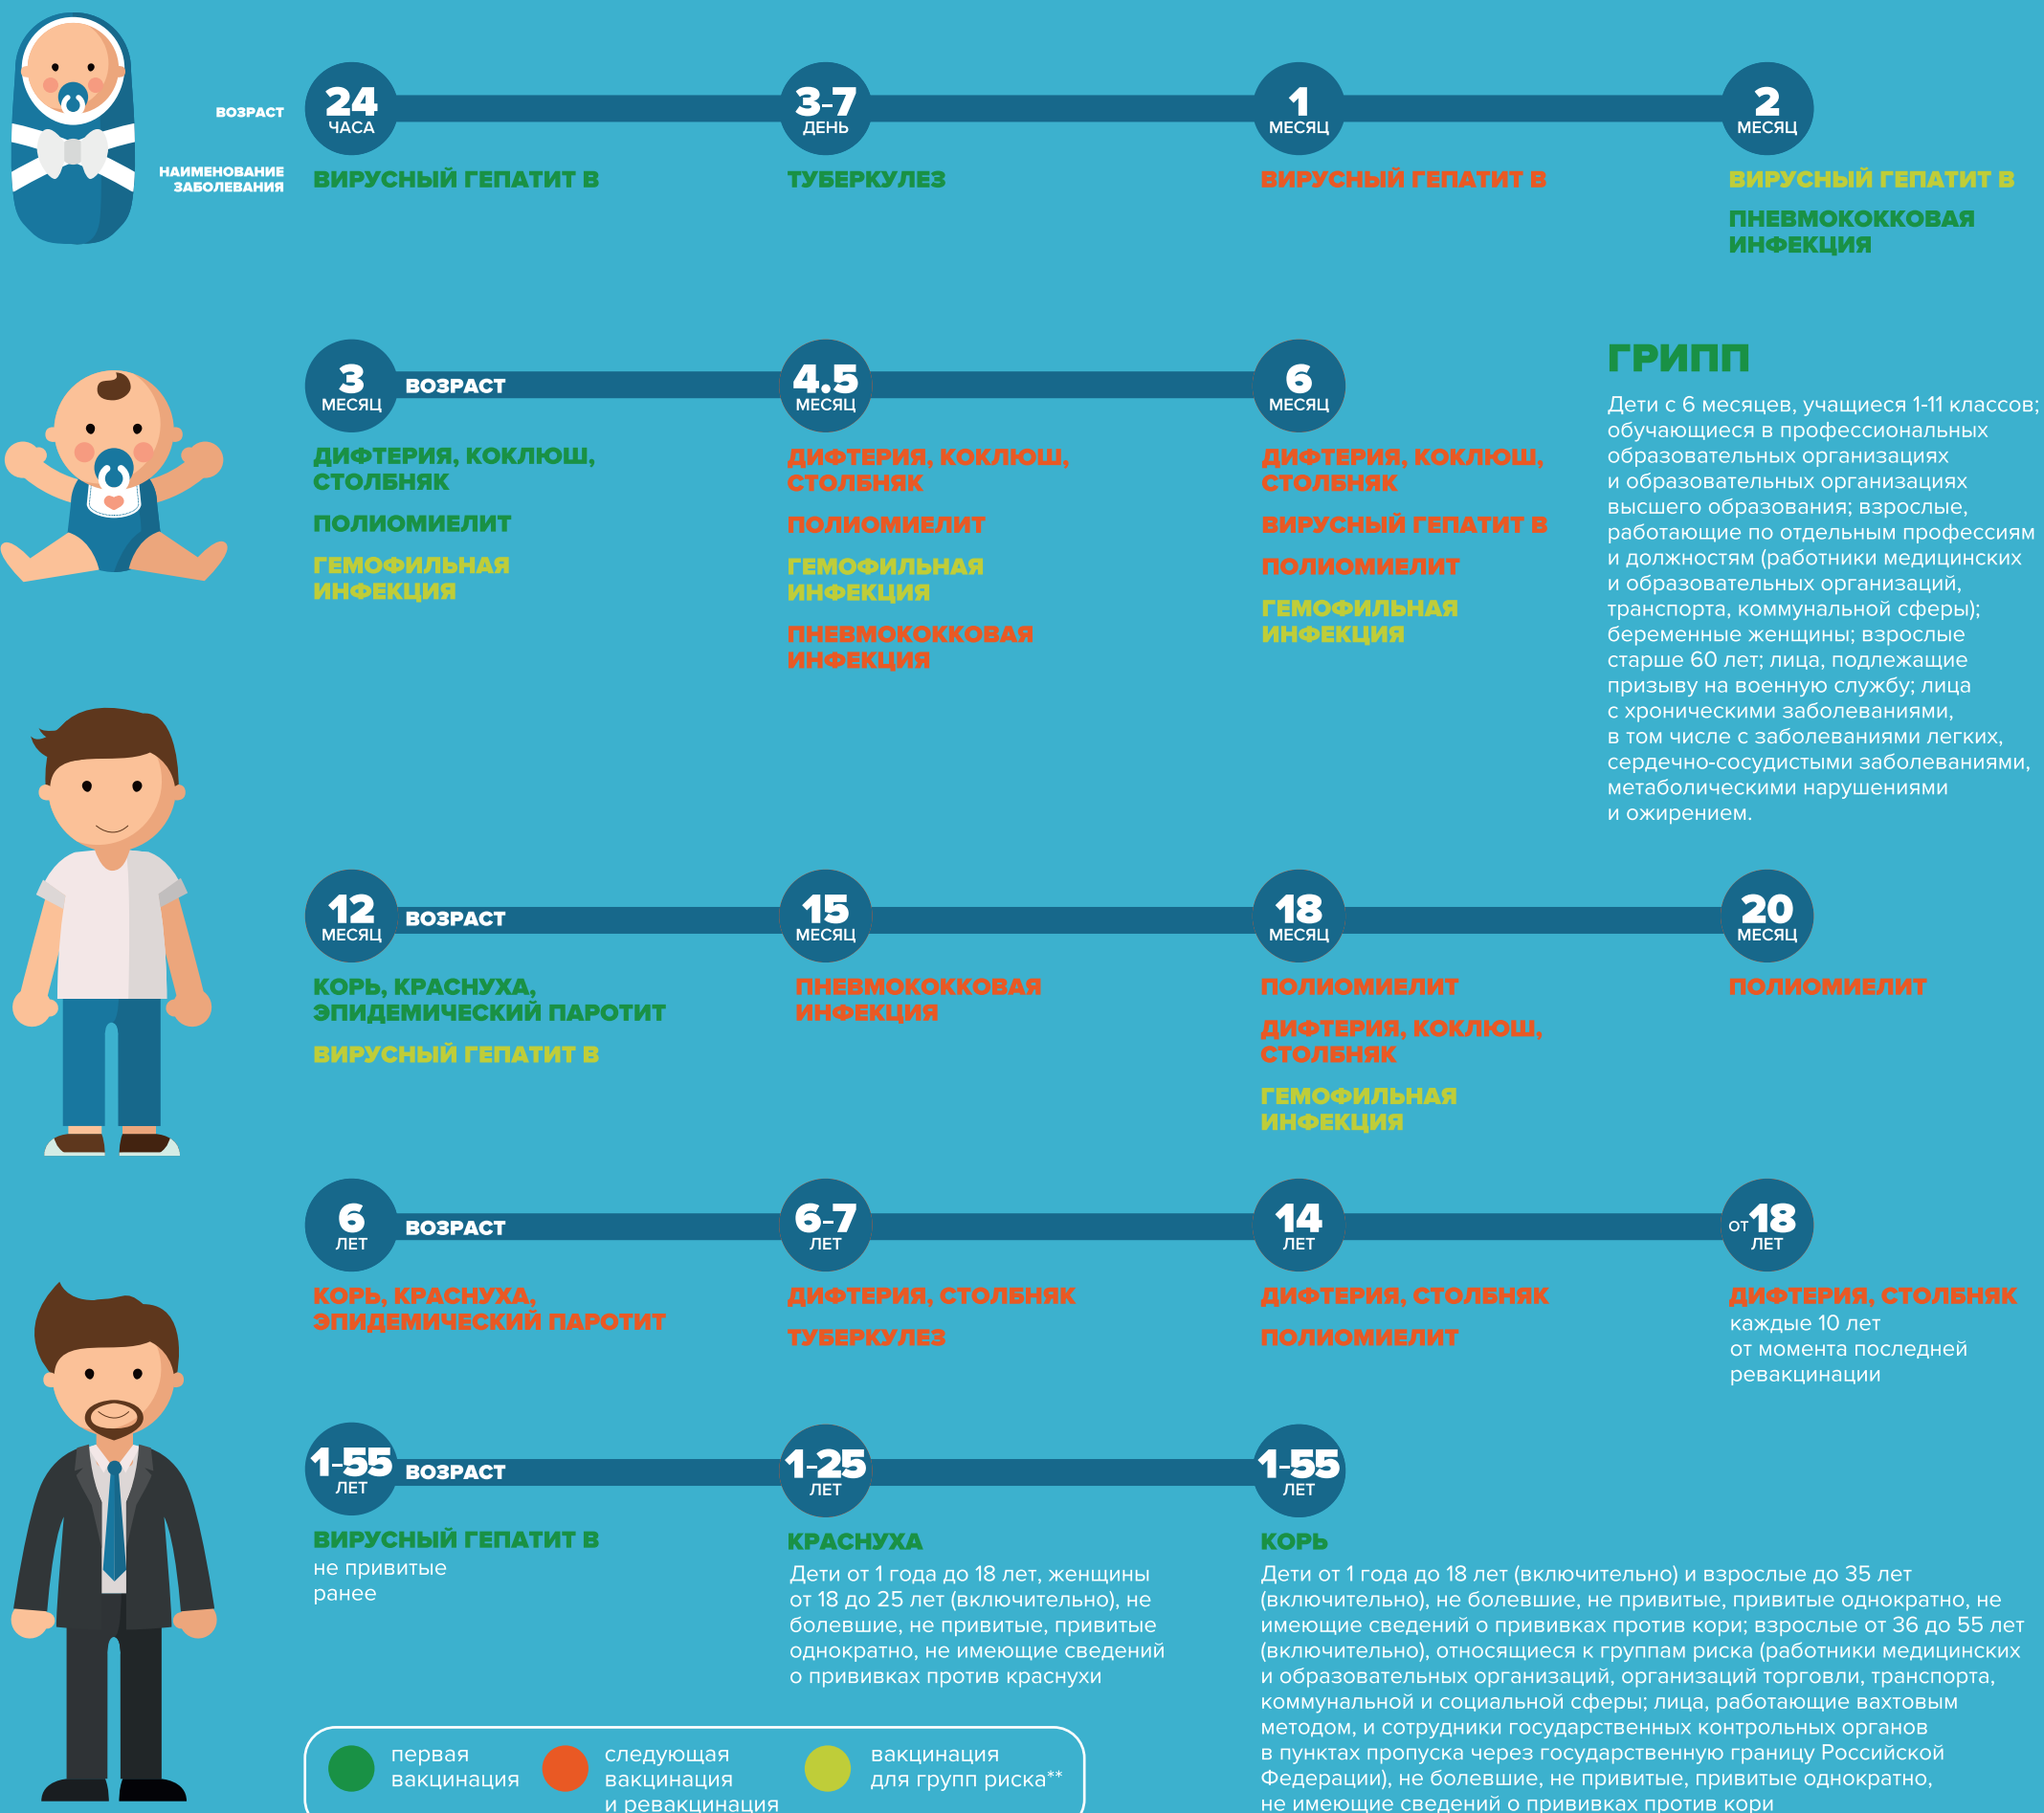 ВОЗРАСТ
24
ЧАСА
3-7
ДЕНЬ
1
МЕСЯЦ
2
МЕСЯЦ
НАИМЕНОВАНИЕ
ЗАБОЛЕВАНИЯ
ВИРУСНЫЙ ГЕПАТИТ В
ТУБЕРКУЛЕЗ
ВИРУСНЫЙ ГЕПАТИТ В
ВИРУСНЫЙ ГЕПАТИТ В
ПНЕВМОКОККОВАЯ
ИНФЕКЦИЯ
3
МЕСЯЦ
ВОЗРАСТ
4.5
МЕСЯЦ
6
МЕСЯЦ
ДИФТЕРИЯ, КОКЛЮШ,
СТОЛБНЯК
ПОЛИОМИЕЛИТ
ГЕМОФИЛЬНАЯ
ИНФЕКЦИЯ
ДИФТЕРИЯ, КОКЛЮШ,
СТОЛБНЯК
ПОЛИОМИЕЛИТ
ГЕМОФИЛЬНАЯ
ИНФЕКЦИЯ
ПНЕВМОКОККОВАЯ
ИНФЕКЦИЯ
ДИФТЕРИЯ, КОКЛЮШ,
СТОЛБНЯК
ВИРУСНЫЙ ГЕПАТИТ В
ПОЛИОМИЕЛИТ
ГЕМОФИЛЬНАЯ
ИНФЕКЦИЯ
ГРИПП
Дети с 6 месяцев, учащиеся 1-11 классов;
обучающиеся в профессиональных
образовательных организациях
и образовательных организациях
высшего образования; взрослые,
работающие по отдельным профессиям
и должностям (работники медицинских
и образовательных организаций,
транспорта, коммунальной сферы);
беременные женщины; взрослые
старше 60 лет; лица, подлежащие
призыву на военную службу; лица
с хроническими заболеваниями,
в том числе с заболеваниями легких,
сердечно-сосудистыми заболеваниями,
метаболическими нарушениями
и ожирением.
12
МЕСЯЦ
ВОЗРАСТ
15
МЕСЯЦ
18
МЕСЯЦ
20
МЕСЯЦ
КОРЬ, КРАСНУХА,
ЭПИДЕМИЧЕСКИЙ ПАРОТИТ
ВИРУСНЫЙ ГЕПАТИТ В
ПНЕВМОКОККОВАЯ
ИНФЕКЦИЯ
ПОЛИОМИЕЛИТ
ДИФТЕРИЯ, КОКЛЮШ,
СТОЛБНЯК
ГЕМОФИЛЬНАЯ
ИНФЕКЦИЯ
ПОЛИОМИЕЛИТ
6
ЛЕТ
ВОЗРАСТ
6-7
ЛЕТ
14
ЛЕТ
ОТ 18
ЛЕТ
КОРЬ, КРАСНУХА,
ЭПИДЕМИЧЕСКИЙ ПАРОТИТ
ДИФТЕРИЯ, СТОЛБНЯК
ТУБЕРКУЛЕЗ
ДИФТЕРИЯ, СТОЛБНЯК
ПОЛИОМИЕЛИТ
ДИФТЕРИЯ, СТОЛБНЯК
каждые 10 лет
от момента последней
ревакцинации
1-55
ЛЕТ
ВОЗРАСТ
1-25
ЛЕТ
1-55
ЛЕТ
ВИРУСНЫЙ ГЕПАТИТ В
не привитые
ранее
КРАСНУХА
Дети от 1 года до 18 лет, женщины
от 18 до 25 лет (включительно), не
болевшие, не привитые, привитые
однократно, не имеющие сведений
о прививках против краснухи
КОРЬ
Дети от 1 года до 18 лет (включительно) и взрослые до 35 лет
(включительно), не болевшие, не привитые, привитые однократно, не
имеющие сведений о прививках против кори; взрослые от 36 до 55 лет
(включительно), относящиеся к группам риска (работники медицинских
и образовательных организаций, организаций торговли, транспорта,
коммунальной и социальной сферы; лица, работающие вахтовым
методом, и сотрудники государственных контрольных органов
в пунктах пропуска через государственную границу Российской
Федерации), не болевшие, не привитые, привитые однократно,
не имеющие сведений о прививках против кори
первая
вакцинация
следующая
вакцинация
и ревакцинация
вакцинация
для групп риска**